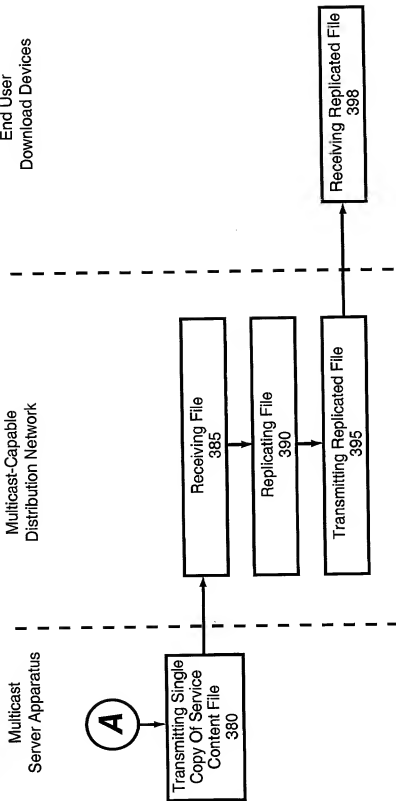 Multicast
Server Apparatus
Multicast-Capable
Distribution Network
End User
Download Devices
A
Transmitting Single
Copy Of Service
Content File
380
Receiving File
385
Replicating File
390
Transmitting Replicated File
395
Receiving Replicated File
398